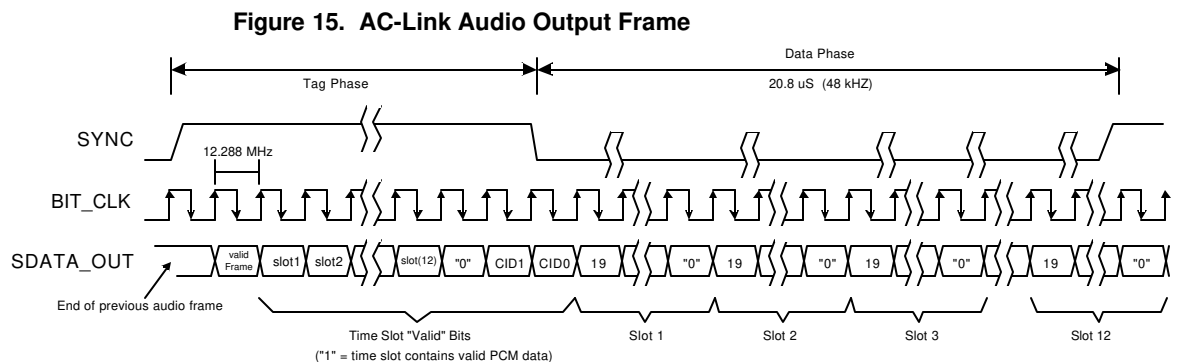 Figure 15. AC-Link Audio Output Frame
Data Phase
Tag Phase
20.8 uS (48 kHZ)
SYNC
12.288 MHz
BIT_CLK
SDATA_OUT
valid Frame
slot1
slot2
slot(12)
"0"
CID1
CID0
19
"0"
19
"0"
19
"0"
19
"0"
End of previous audio frame
Time Slot "Valid" Bits
("1" = time slot contains valid PCM data)
Slot 1
Slot 2
Slot 3
Slot 12